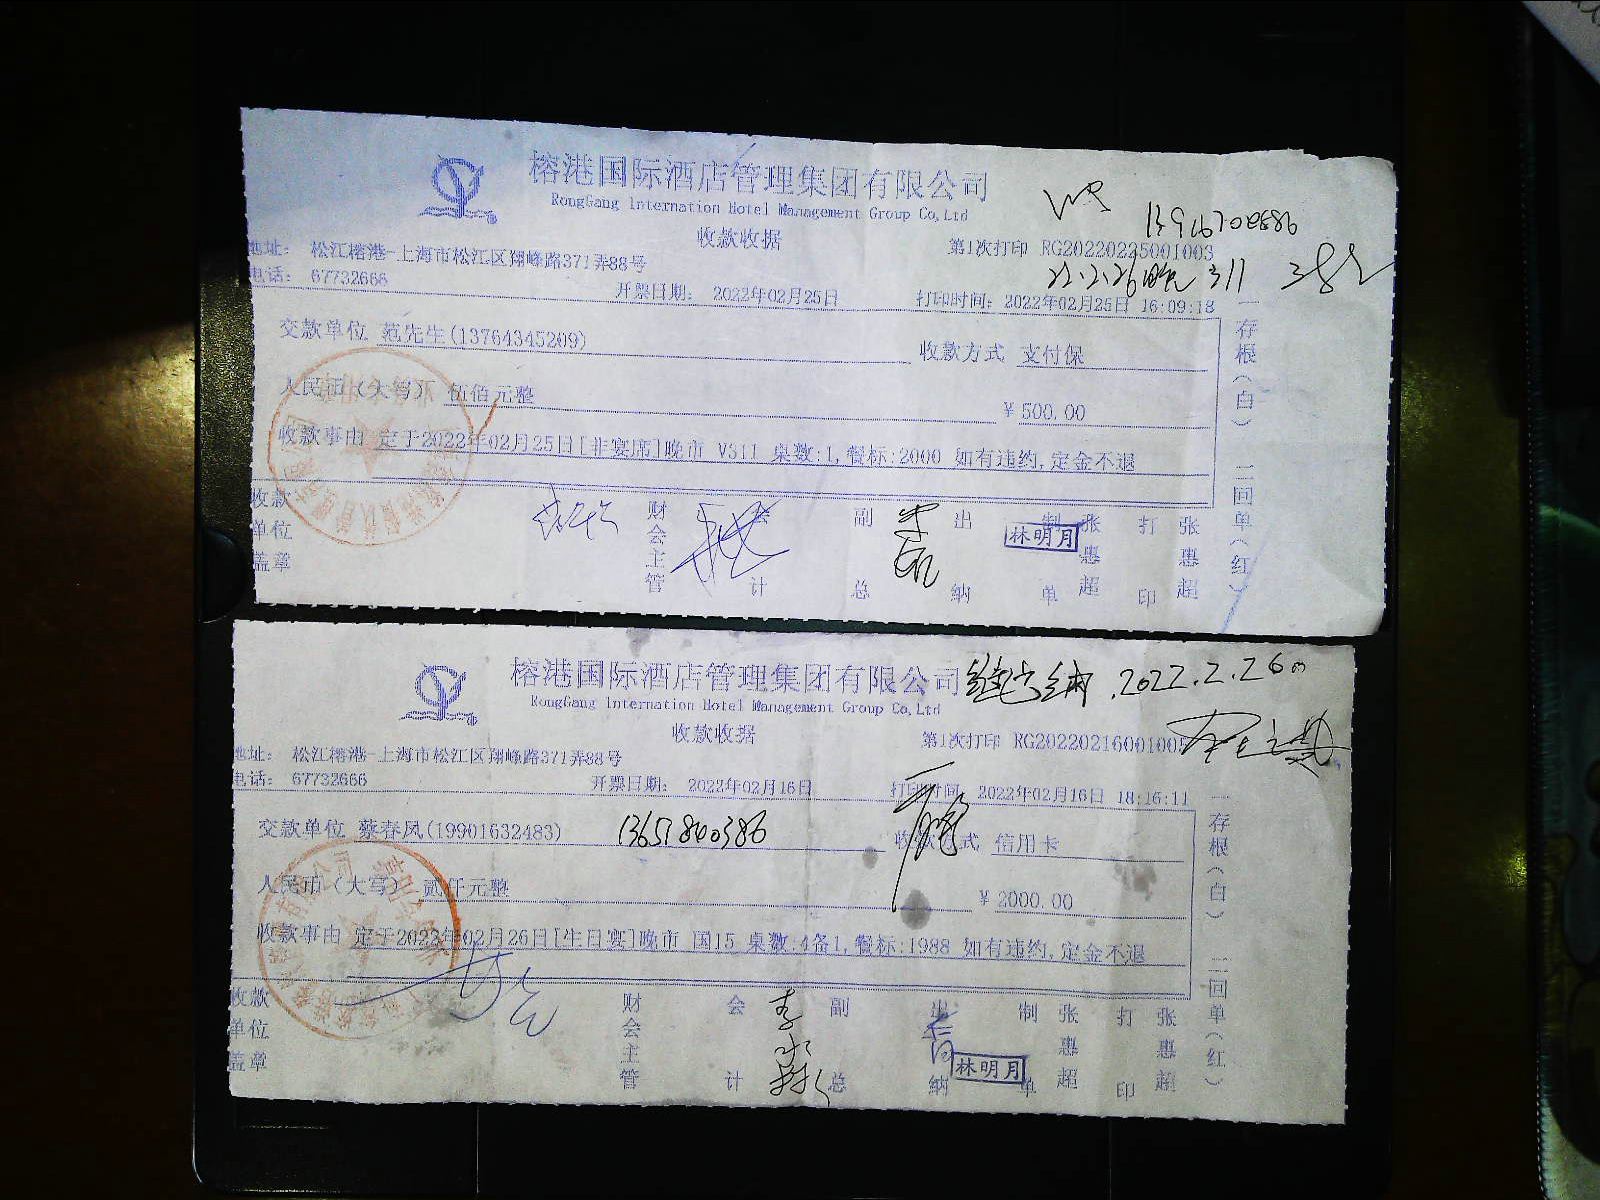 榕港国际酒店管理集团有限公司
RongGang Internation Hotel Management Group Co,Ltd
收款收据
13916700886
地址: 松江榕港-上海市松江区翔峰路371弄88号
第1次打印 RG20220225001003
电话: 67732666
22.2.26晚 311
开票日期: 2022年02月25日
打印时间: 2022年02月25日 16:09:18
交款单位 范先生(13764345209)
收款方式 支付保
人民币(大写) 伍佰元整
¥500.00
收款事由 定于2022年02月25日[非宴席]晚市 V311 桌数:1,餐标:2000 如有违约,定金不退
存根(白) 二回单(红)
收款单位盖章
财会主管
会计
副总
出纳
制单 张惠超
林明月
打印 张惠超
榕港国际酒店管理集团有限公司
2022.2.26
RongGang Internation Hotel Management Group Co,Ltd
收款收据
地址: 松江榕港-上海市松江区翔峰路371弄88号
第1次打印 RG2022021600100
电话: 67732666
开票日期: 2022年02月16日
打印时间: 2022年02月16日 18:16:11
交款单位 蔡春凤(19901632483)
13651840386
收款方式 信用卡
人民币(大写) 贰仟元整
¥2000.00
收款事由 定于2022年02月26日[生日宴]晚市 国15 桌数:4备1,餐标:1988 如有违约,定金不退
存根(白) 二回单(红)
收款单位盖章
财会主管
会计
副总
出纳
林明月
制单 张惠超
打印 张惠超